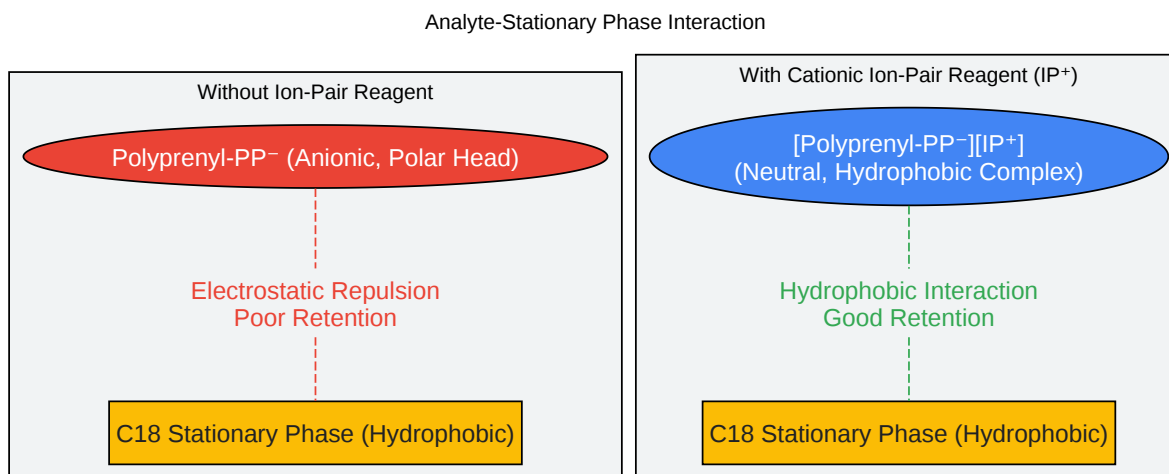 Analyte-Stationary Phase Interaction
Without Ion-Pair Reagent
Polyprenyl-PP⁻ (Anionic, Polar Head)
Electrostatic Repulsion
Poor Retention
C18 Stationary Phase (Hydrophobic)
With Cationic Ion-Pair Reagent (IP⁺)
[Polyprenyl-PP⁻][IP⁺]
(Neutral, Hydrophobic Complex)
Hydrophobic Interaction
Good Retention
C18 Stationary Phase (Hydrophobic)